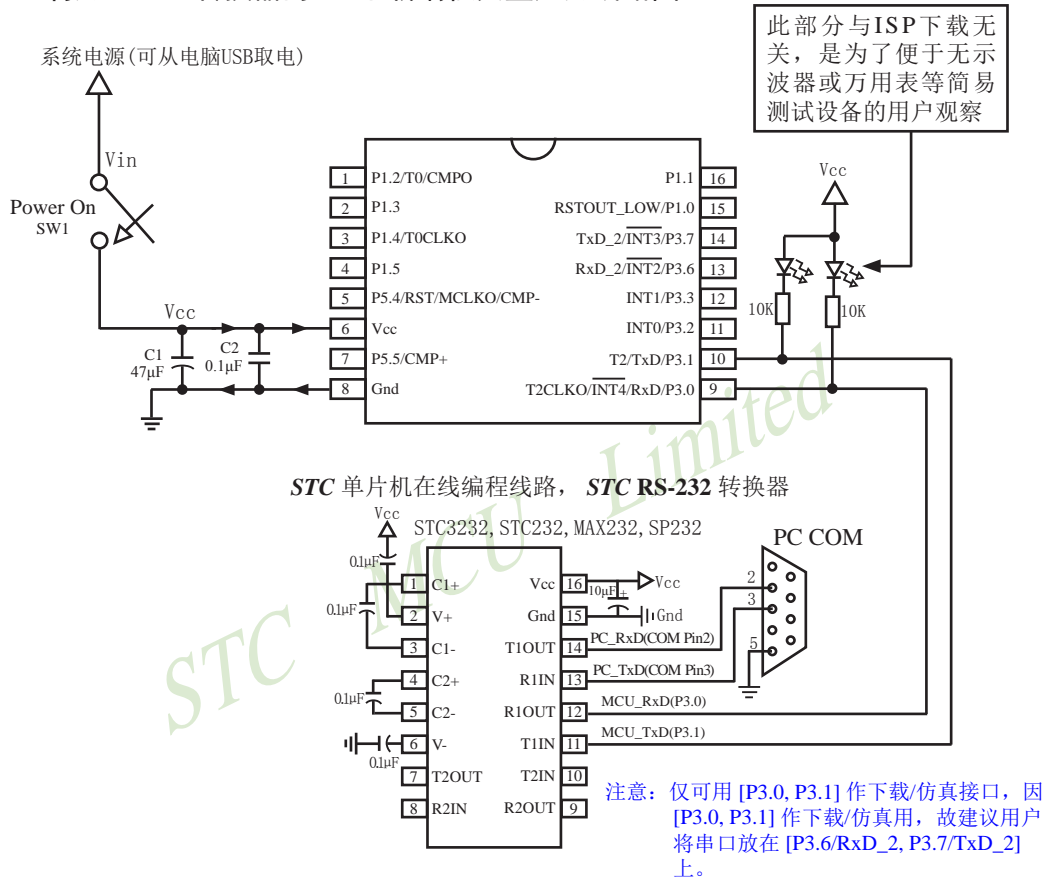 此部分与ISP下载无
关，是为了便于无示
波器或万用表等简易
测试设备的用户观察
系统电源(可从电脑USB取电)
Vin
Power On
SW1
Vcc
C1
47μF
C2
0.1μF
1 P1.2/T0/CMPO
2 P1.3
3 P1.4/T0CLKO
4 P1.5
5 P5.4/RST/MCLKO/CMP-
6 Vcc
7 P5.5/CMP+
8 Gnd
P1.1 16
RSTOUT_LOW/P1.0 15
TxD_2/INT3/P3.7 14
RxD_2/INT2/P3.6 13
INT1/P3.3 12
INT0/P3.2 11
T2/TxD/P3.1 10
T2CLKO/INT4/RxD/P3.0 9
Vcc
10K
10K
STC MCU Limited
STC 单片机在线编程线路， STC RS-232 转换器
Vcc
STC3232,STC232,MAX232,SP232
0.1μF
0.1μF
0.1μF
0.1μF
1 C1+
2 V+
3 C1-
4 C2+
5 C2-
6 V-
7 T2OUT
8 R2IN
Vcc 16
Gnd 15
T1OUT 14
R1IN 13
R1OUT 12
T1IN 11
T2IN 10
R2OUT 9
10μF +
Vcc
Gnd
PC_RxD(COM Pin2)
PC_TxD(COM Pin3)
MCU_RxD(P3.0)
MCU_TxD(P3.1)
PC COM
2
3
5
注意：仅可用 [P3.0, P3.1] 作下载/仿真接口，因
[P3.0, P3.1] 作下载/仿真用，故建议用户
将串口放在 [P3.6/RxD_2, P3.7/TxD_2]
上。